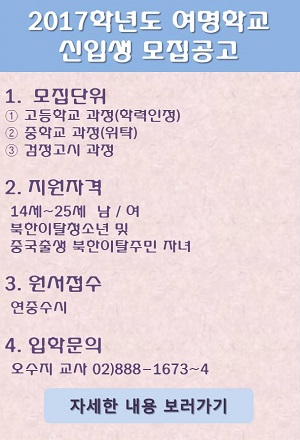 2017학년도 여명학교
신입생 모집공고
1. 모집단위
① 고등학교 과정(학력인정)
② 중학교 과정(위탁)
③ 검정고시 과정
2. 지원자격
14세~25세 남 / 여
북한이탈청소년 및
중국출생 북한이탈주민 자녀
3. 원서접수
연중수시
4. 입학문의
오수지 교사 02)888-1673~4
자세한 내용 보러가기